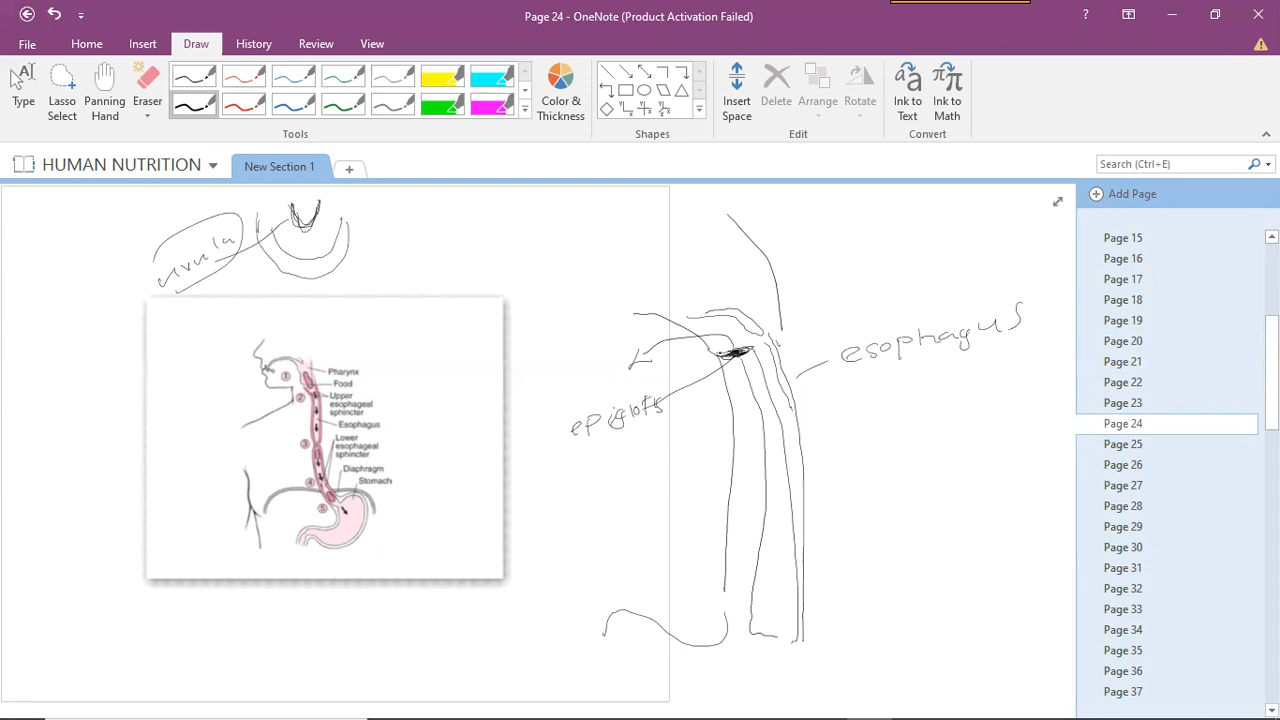 Page 24 - OneNote (Product Activation Failed)
?
File
Home
Insert
Draw
History
Review
View
Type
Lasso Select
Panning Hand
Eraser
Color & Thickness
Insert Space
Delete
Arrange
Rotate
Ink to Text
Ink to Math
Tools
Shapes
Edit
Convert
HUMAN NUTRITION
New Section 1
Search (Ctrl+E)
Add Page
uvula
esophagus
1
Pharynx
Food
2
Upper
esophageal
sphincter
Esophagus
3
Lower
esophageal
sphincter
4
Diaphragm
Stomach
5
Page 15
Page 16
Page 17
Page 18
Page 19
Page 20
Page 21
Page 22
Page 23
Page 24
Page 25
Page 26
Page 27
Page 28
Page 29
Page 30
Page 31
Page 32
Page 33
Page 34
Page 35
Page 36
Page 37